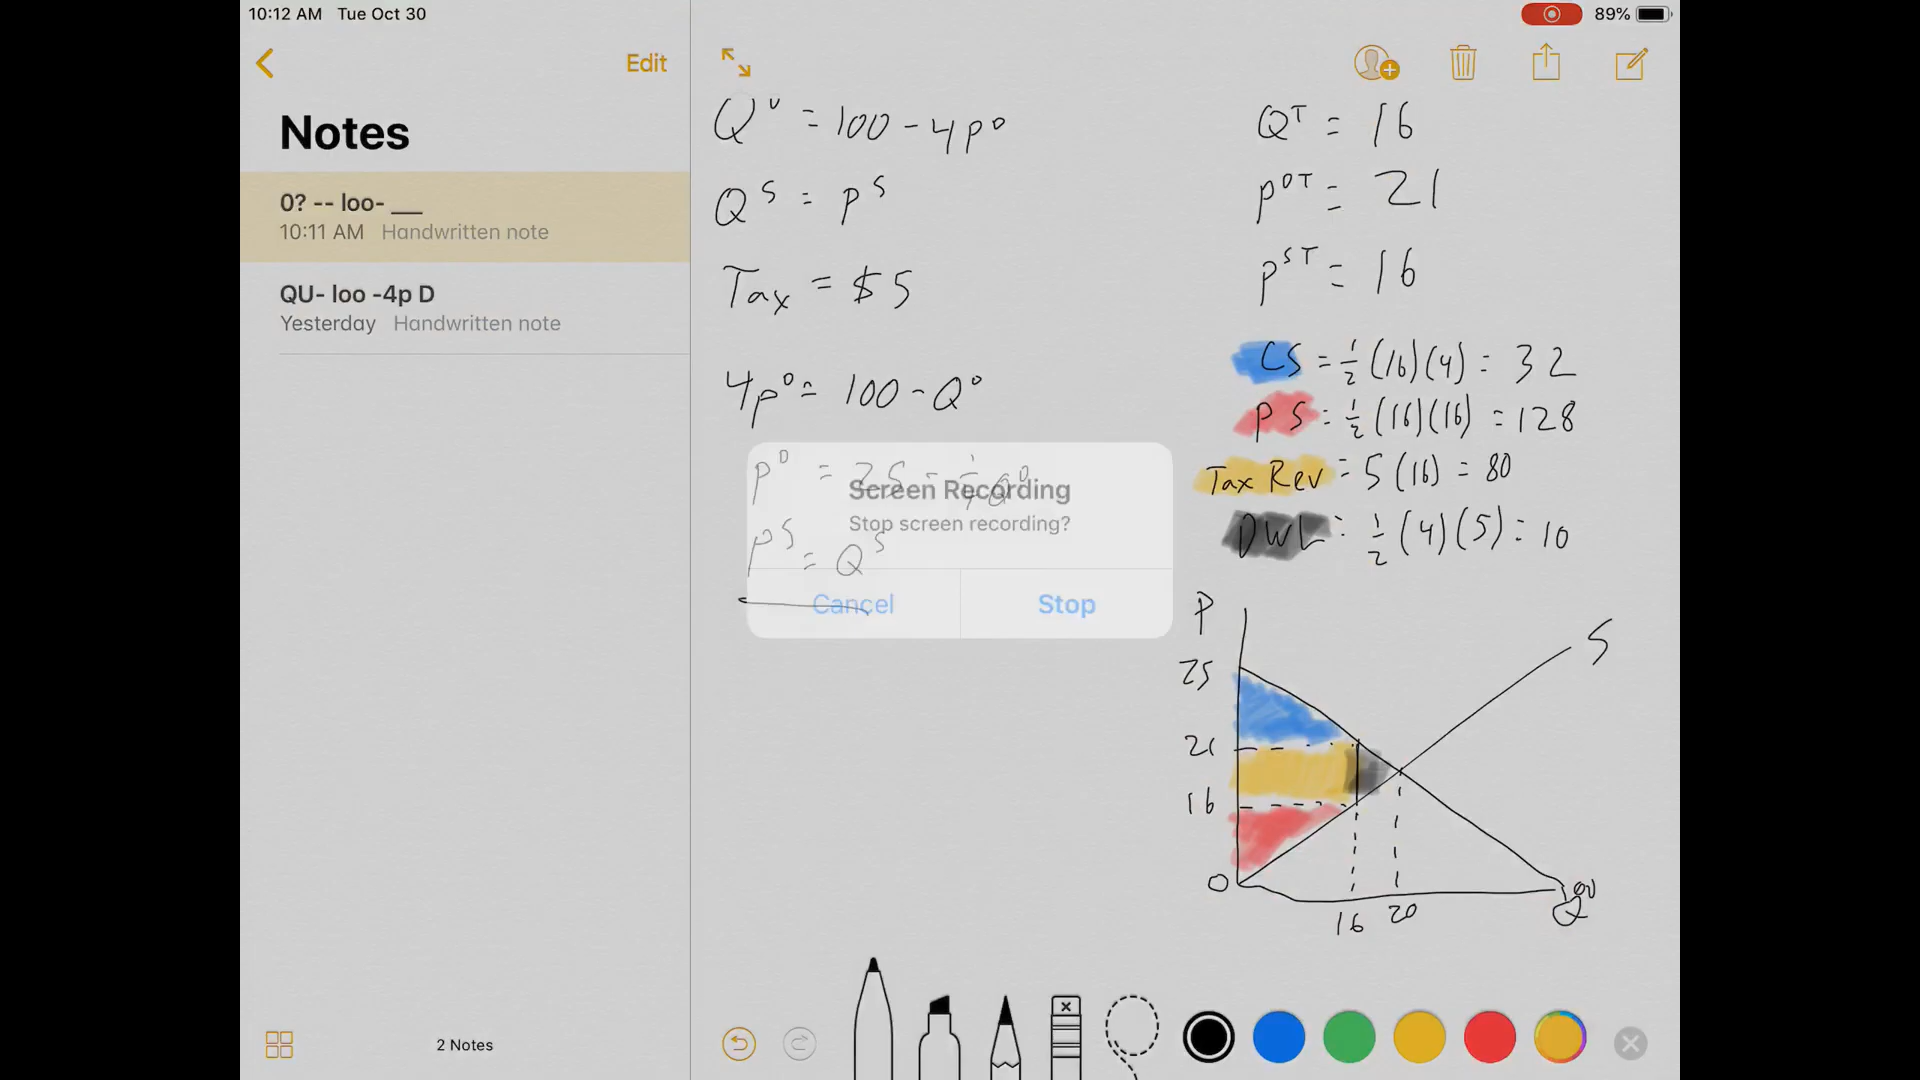 10:12 AM Tue Oct 30
89%
Edit
Notes
0? -- loo- __
10:11 AM Handwritten note
QU- loo -4p D
Yesterday Handwritten note
2 Notes
Q^D = 100 - 4P^D
Q^S = P^S
Tax = $5
4P^D = 100 - Q^D
P^D = 25 - 1/4 Q^D
P^S = Q^S
Screen Recording
Stop screen recording?
Cancel Stop
Q^T = 16
P^DT = 21
P^ST = 16
CS = 1/2 (16)(4) = 32
PS = 1/2 (16)(16) = 128
Tax Rev = 5 (16) = 80
DWL = 1/2 (4)(5) = 10
P
S
25
21
16
0
16 20
Q